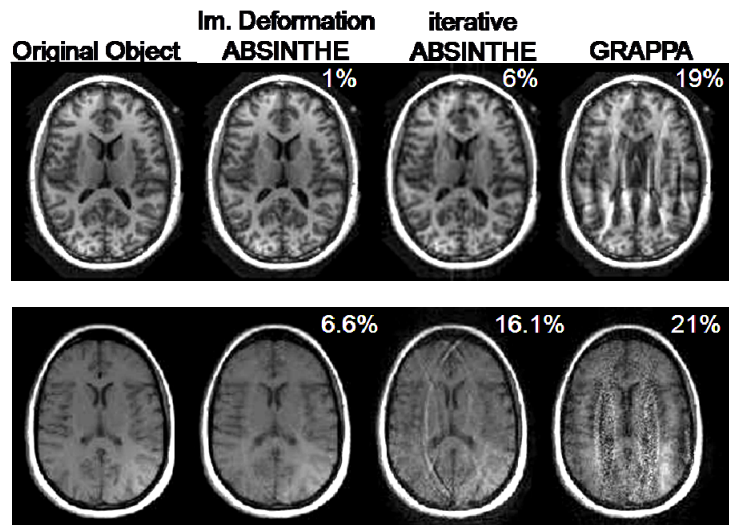 Im. Deformation iterative
Original Object ABSINTHE ABSINTHE GRAPPA
1% 6% 19%
6.6% 16.1% 21%